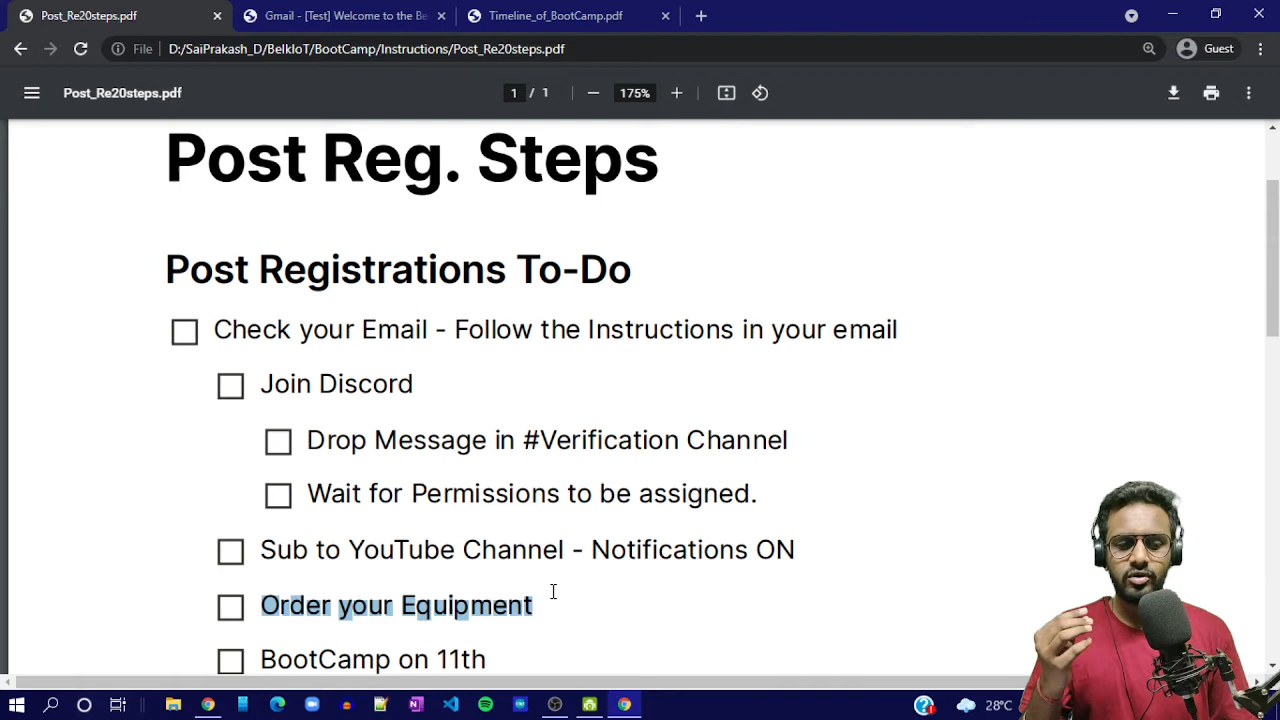 Post_Re20steps.pdf
Gmail - [Test] Welcome to the Be
Timeline_of_BootCamp.pdf
File
D:/SaiPrakash_D/BelkIoT/BootCamp/Instructions/Post_Re20steps.pdf
Guest
Post_Re20steps.pdf
1 / 1
175%
Post Reg. Steps
Post Registrations To-Do
Check your Email - Follow the Instructions in your email
Join Discord
Drop Message in #Verification Channel
Wait for Permissions to be assigned.
Sub to YouTube Channel - Notifications ON
Order your Equipment
BootCamp on 11th
28°C